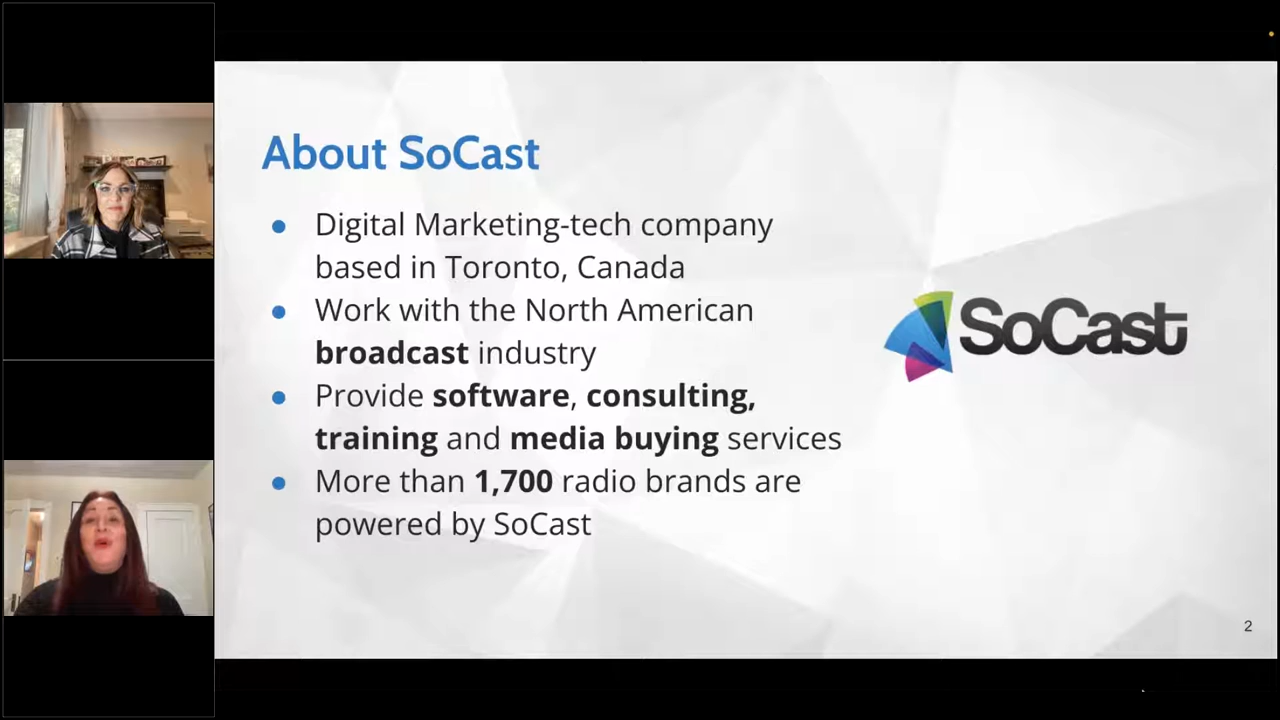 About SoCast
● Digital Marketing-tech company
based in Toronto, Canada
● Work with the North American
broadcast industry
● Provide software, consulting,
training and media buying services
● More than 1,700 radio brands are
powered by SoCast
SoCast
2